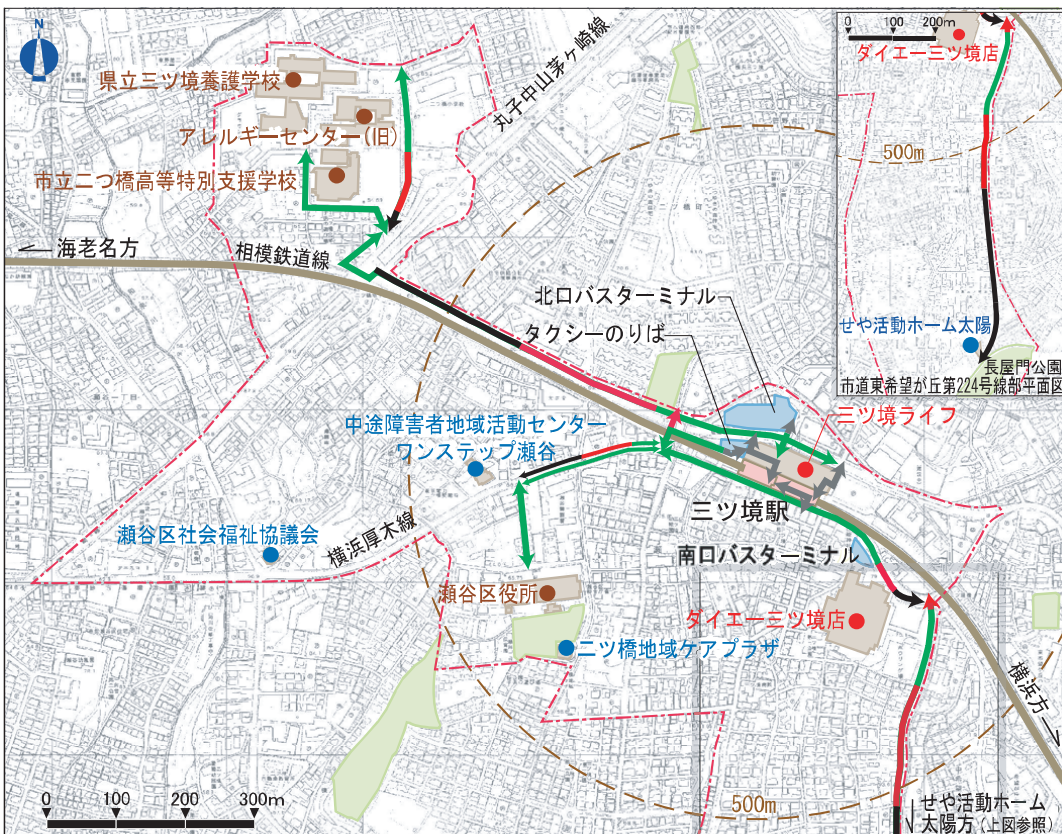 N
県立三ツ境養護学校
アレルギーセンター(旧)
市立二つ橋高等特別支援学校
丸子中山茅ヶ崎線
0 100 200m
ダイエー三ツ境店
500m
せや活動ホーム太陽
長屋門公園
市道東希望が丘第224号線部平面図
海老名方
相模鉄道線
北口バスターミナル
タクシーのりば
三ツ境ライフ
中途障害者地域活動センター
ワンステップ瀬谷
三ツ境駅
瀬谷区社会福祉協議会
横浜厚木線
南口バスターミナル
瀬谷区役所
ダイエー三ツ境店
二ツ橋地域ケアプラザ
横浜方
0 100 200 300m
500m
せや活動ホーム
太陽方(上図参照)